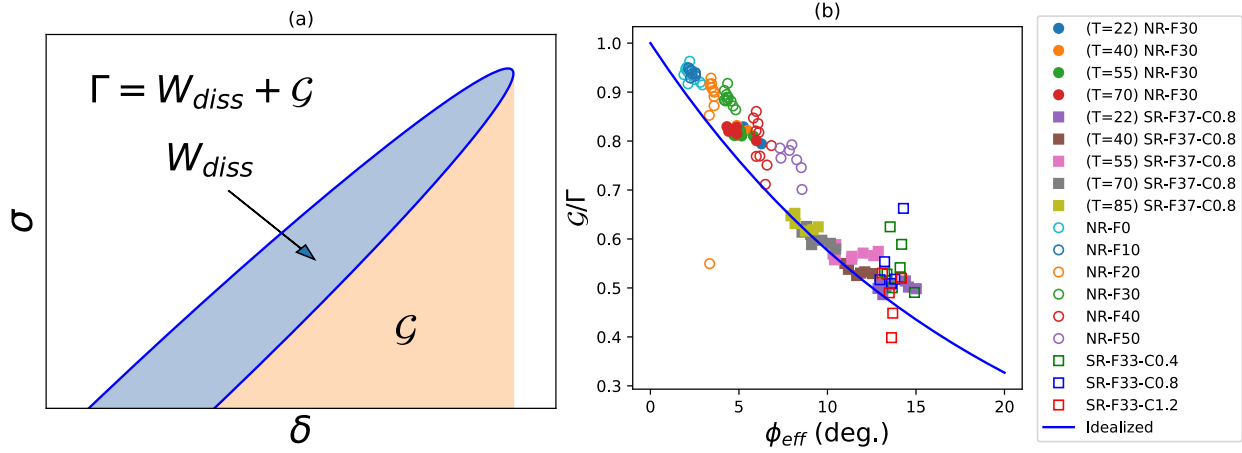 (a)
Γ = W_diss + 𝒢
W_diss
𝒢
σ
δ
(b)
1.0
0.9
0.8
0.7
0.6
0.5
0.4
0.3
𝒢/Γ
0 5 10 15 20
ϕ_eff (deg.)
(T=22) NR-F30
(T=40) NR-F30
(T=55) NR-F30
(T=70) NR-F30
(T=22) SR-F37-C0.8
(T=40) SR-F37-C0.8
(T=55) SR-F37-C0.8
(T=70) SR-F37-C0.8
(T=85) SR-F37-C0.8
NR-F0
NR-F10
NR-F20
NR-F30
NR-F40
NR-F50
SR-F33-C0.4
SR-F33-C0.8
SR-F33-C1.2
Idealized